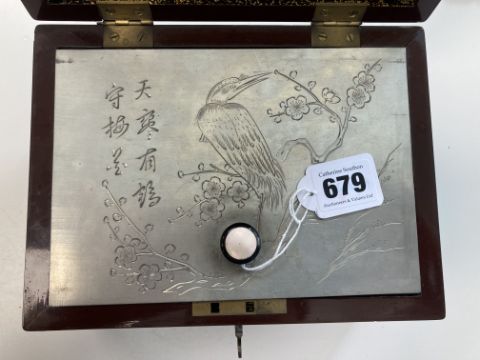 天寒有鶴
守梅花
Catherine Southon
679
Auctioneers & Valuers Ltd